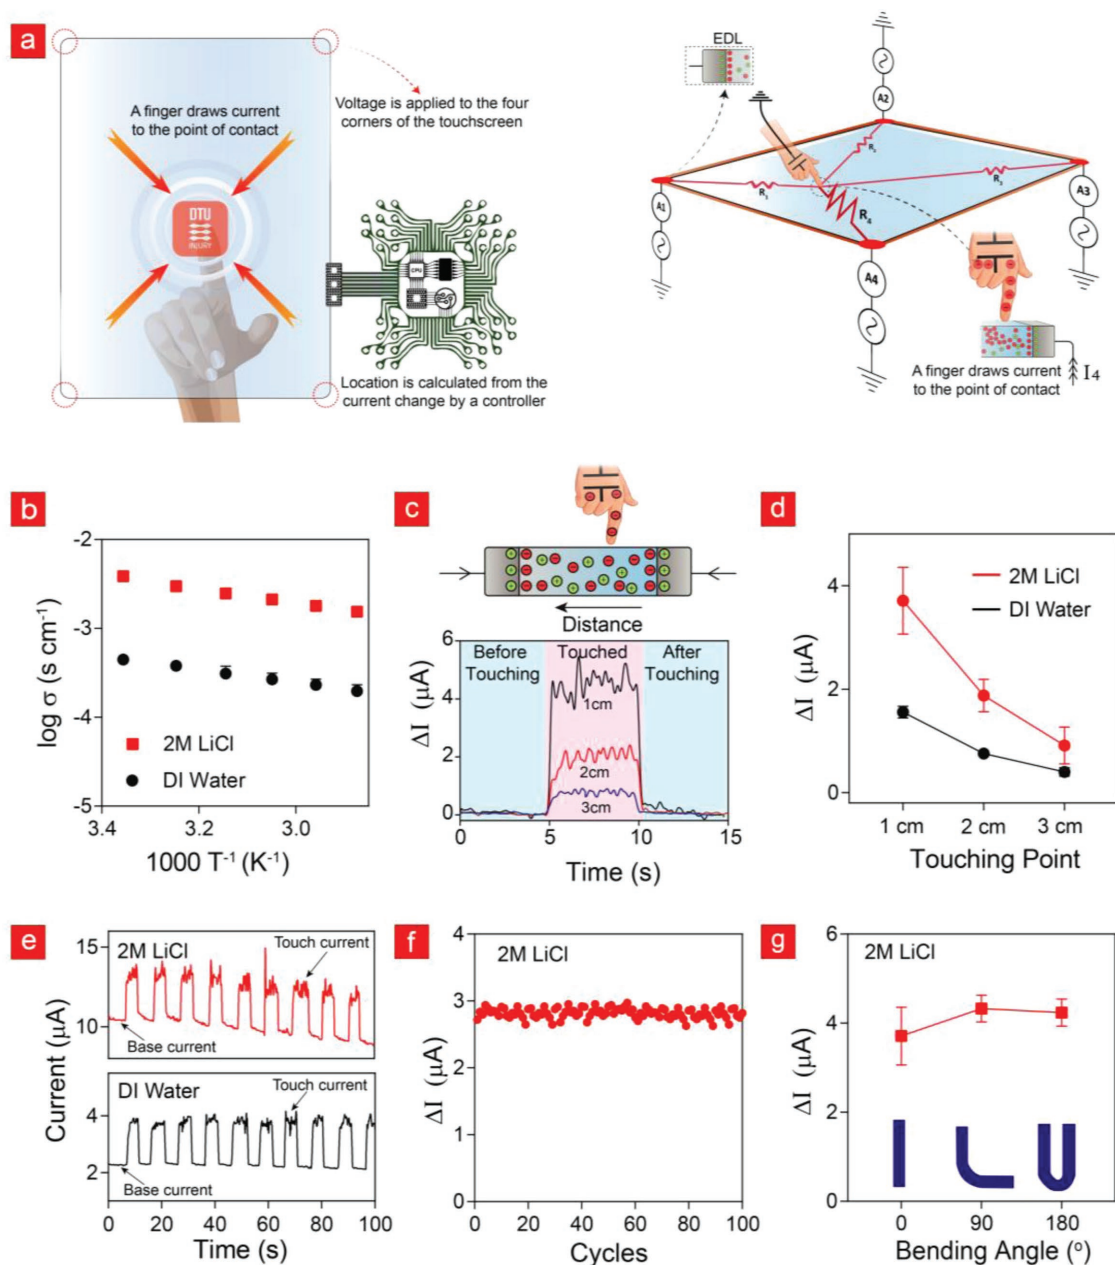 a
A finger draws current
to the point of contact
Voltage is applied to the four
corners of the touchscreen
DTU
INJURY
CPU
Location is calculated from the
current change by a controller
EDL
A2
A1
A3
A4
R₁
R₂
R₃
R₄
A finger draws current
to the point of contact
I4
b
log σ (s cm⁻¹)
-2
-3
-4
-5
2M LiCl
DI Water
3.4 3.2 3.0
1000 T⁻¹ (K⁻¹)
c
Distance
ΔI (μA)
6
4
2
0
Before Touching
Touched
After Touching
1cm
2cm
3cm
0 5 10 15
Time (s)
d
ΔI (μA)
4
2
0
2M LiCl
DI Water
1 cm 2 cm 3 cm
Touching Point
e
Current (μA)
15
10
2M LiCl
Touch current
Base current
4
2
DI Water
Touch current
Base current
0 20 40 60 80 100
Time (s)
f
ΔI (μA)
4
3
2
1
0
2M LiCl
0 20 40 60 80 100
Cycles
g
ΔI (μA)
6
4
2
0
2M LiCl
0 90 180
Bending Angle (º)